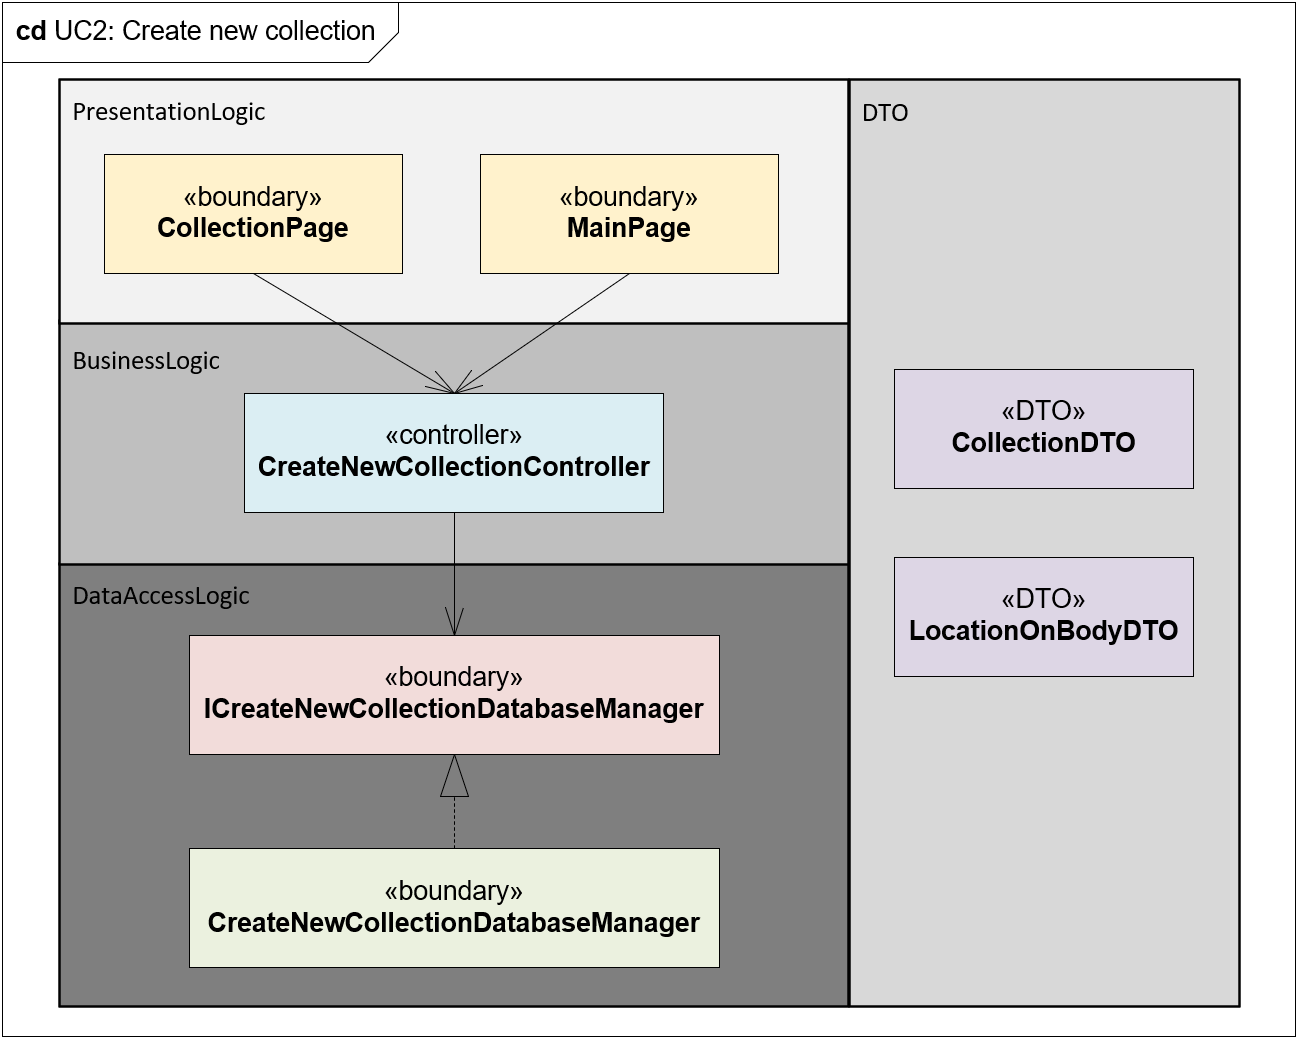 cd UC2: Create new collection
PresentationLogic
«boundary»
CollectionPage
«boundary»
MainPage
BusinessLogic
«controller»
CreateNewCollectionController
DataAccessLogic
«boundary»
ICreateNewCollectionDatabaseManager
«boundary»
CreateNewCollectionDatabaseManager
DTO
«DTO»
CollectionDTO
«DTO»
LocationOnBodyDTO